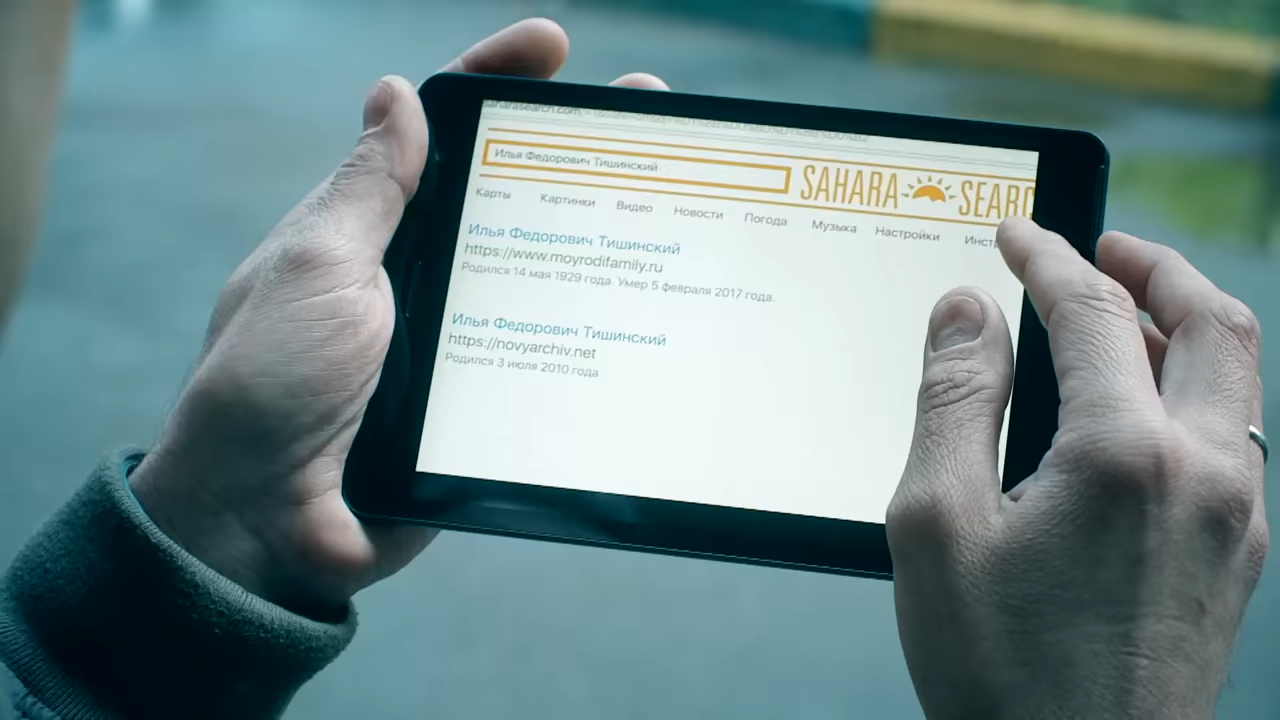 Илья Федорович Тишинский
SAHARA SEARC
Карты Картинки Видео Новости Погода Музыка Настройки Инст
Илья Федорович Тишинский
https://www.moyrodifamily.ru
Родился 14 мая 1929 года. Умер 5 февраля 2017 года.
Илья Федорович Тишинский
https://novyarchiv.net
Родился 3 июля 2010 года